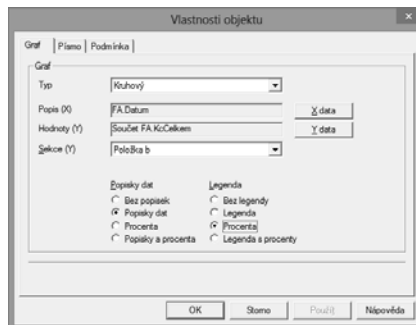 Vlastnosti objektu
x
Graf Písmo Podmínka
Graf
Typ Kruhový
Popis (X) FA.Datum X data
Hodnoty (Y) Součet FA.KcCelkem Y data
Sekce (Y) Položka b
Popisky dat Legenda
Bez popisek Bez legendy
Popisky dat Legenda
Procenta Procenta
Popisky a procenta Legenda s procenty
OK Storno Použít Nápověda